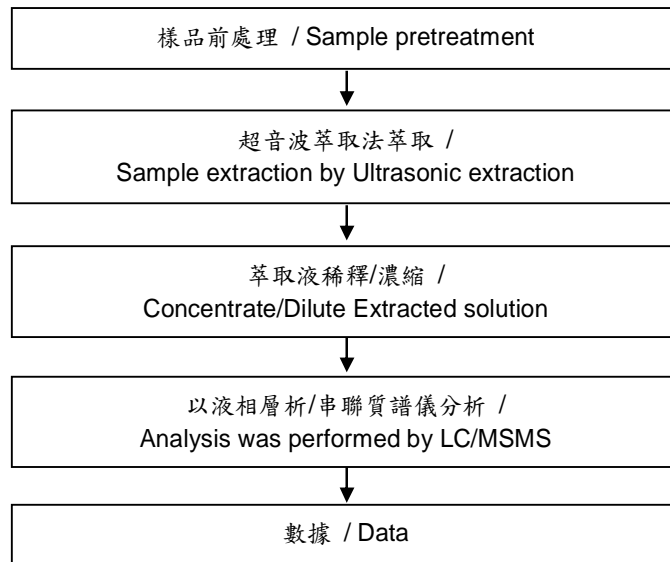 樣品前處理 / Sample pretreatment
超音波萃取法萃取 /
Sample extraction by Ultrasonic extraction
萃取液稀釋/濃縮 /
Concentrate/Dilute Extracted solution
以液相層析/串聯質譜儀分析 /
Analysis was performed by LC/MSMS
數據 / Data